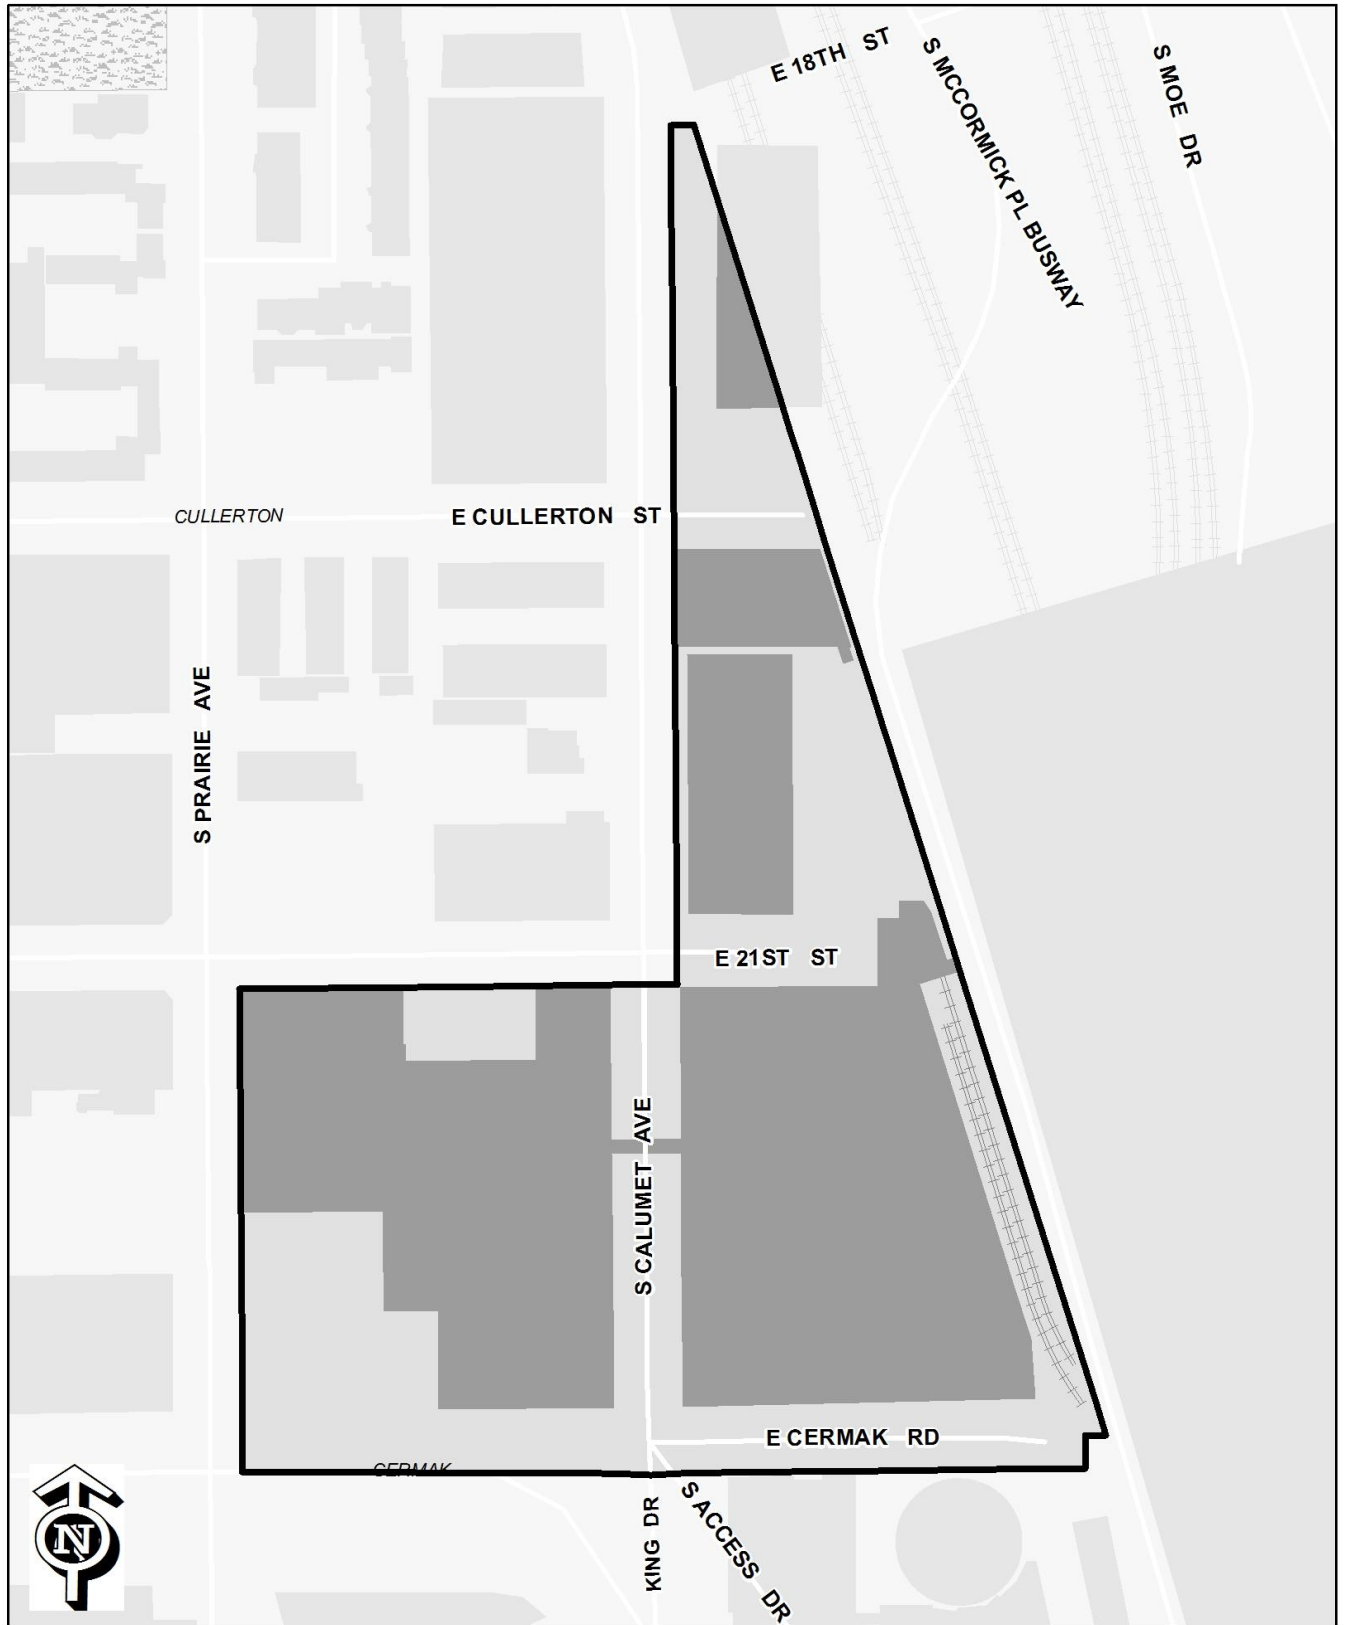 E 18TH ST
S MCCORMICK PL BUSWAY
S MOE DR
CULLERTON
E CULLERTON ST
S PRAIRIE AVE
E 21ST ST
S CALUMET AVE
E CERMAK RD
CERMAK
N
KING DR
S ACCESS DR